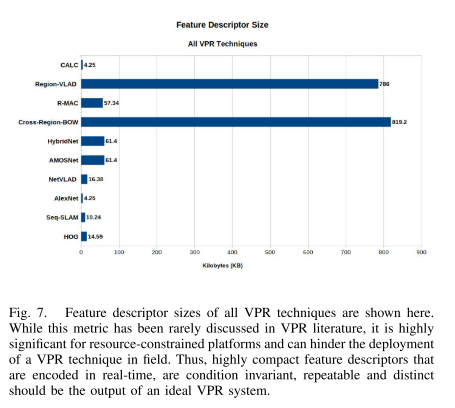 Feature Descriptor Size
All VPR Techniques
CALC 4.25
Region-VLAD 786
R-MAC 57.34
Cross-Region-BOW 819.2
HybridNet 61.4
AMOSNet 61.4
NetVLAD 16.38
AlexNet 4.25
Seq-SLAM 10.24
HOG 14.59
0 100 200 300 400 500 600 700 800 900
Kilobytes (KB)
Fig. 7. Feature descriptor sizes of all VPR techniques are shown here.
While this metric has been rarely discussed in VPR literature, it is highly
significant for resource-constrained platforms and can hinder the deployment
of a VPR technique in field. Thus, highly compact feature descriptors that
are encoded in real-time, are condition invariant, repeatable and distinct
should be the output of an ideal VPR system.